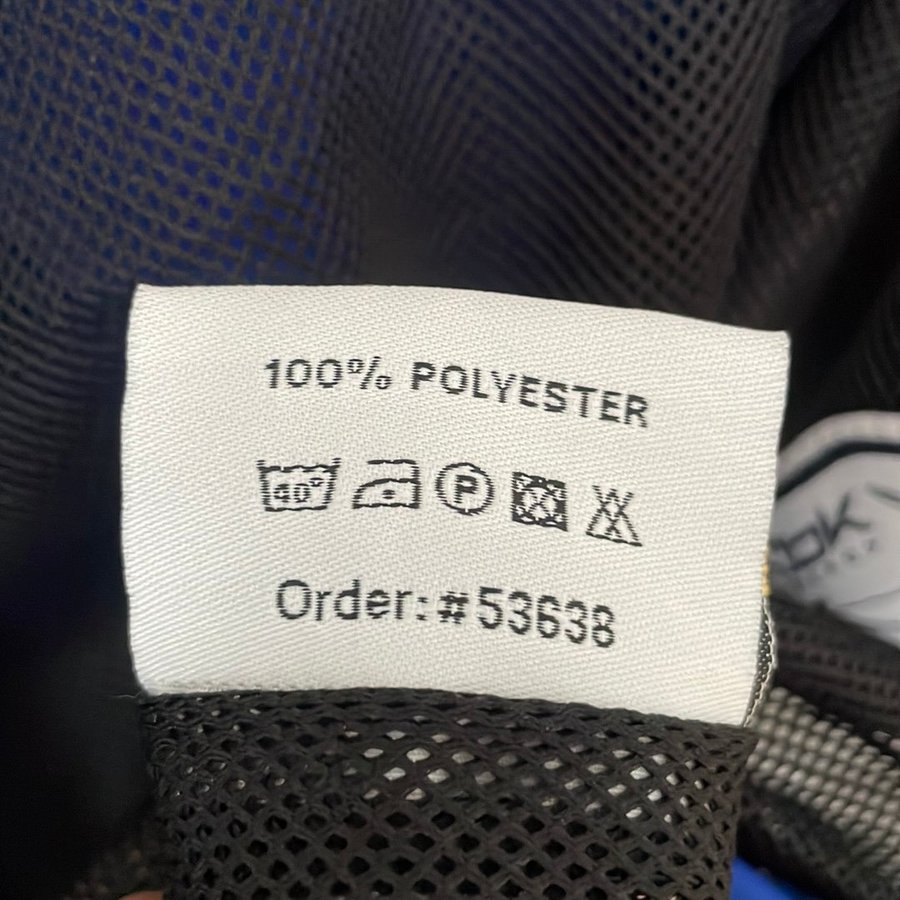 100% POLYESTER
40°
P
Order:#53638